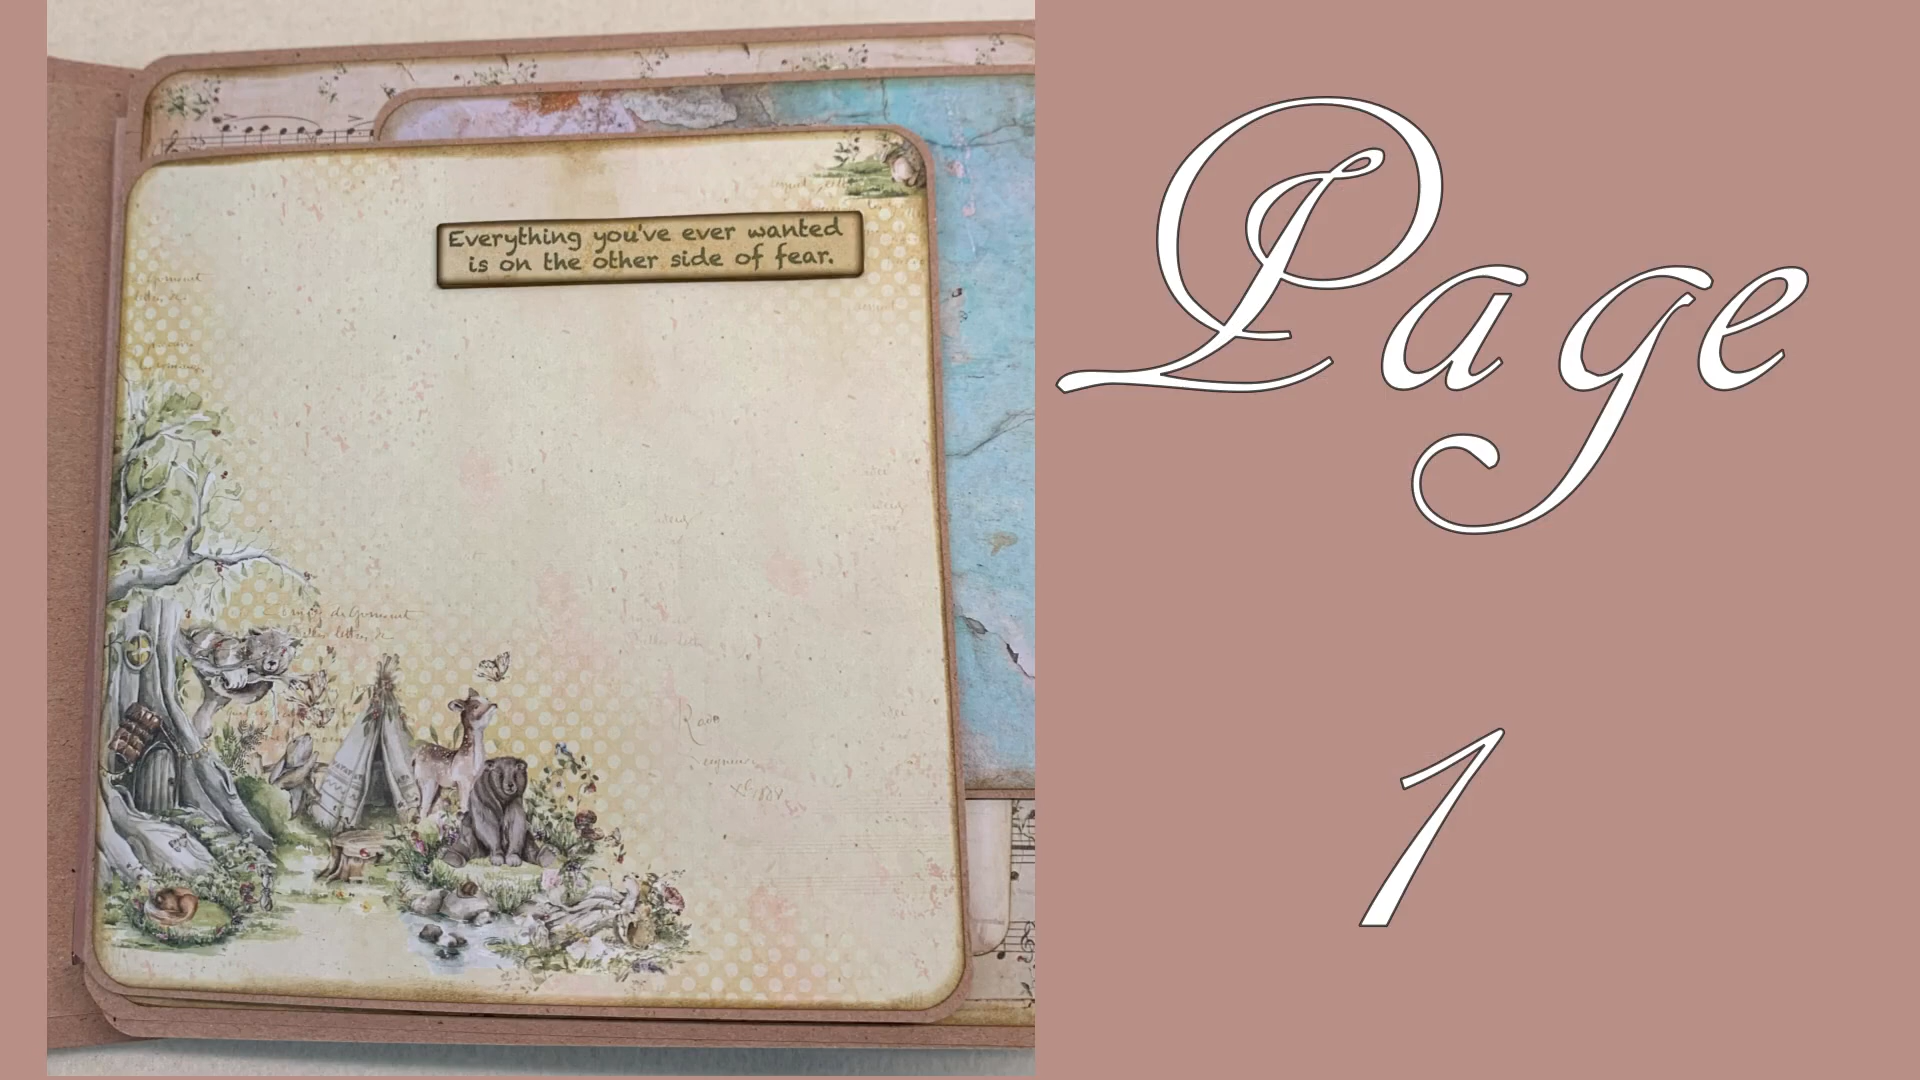 Everything you've ever wanted
is on the other side of fear.
Page
1